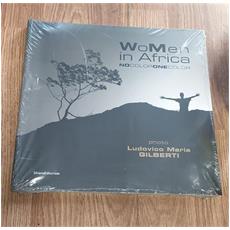 WoMen
in Africa
NOCOLORONECOLOR
photo
Ludovico Maria
GILBERTI